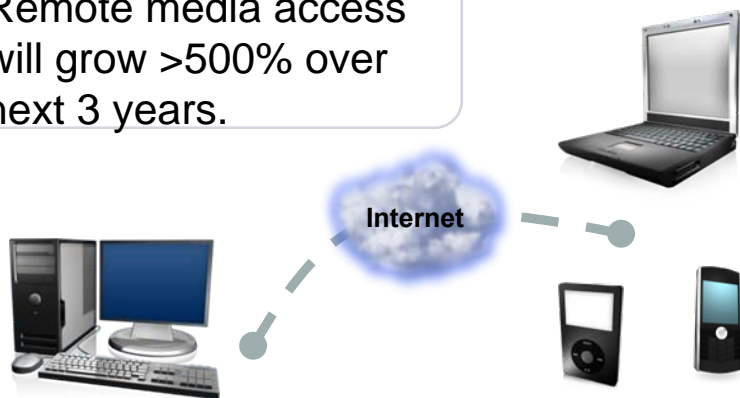 Remote media access
will grow >500% over
next 3 years.
Internet